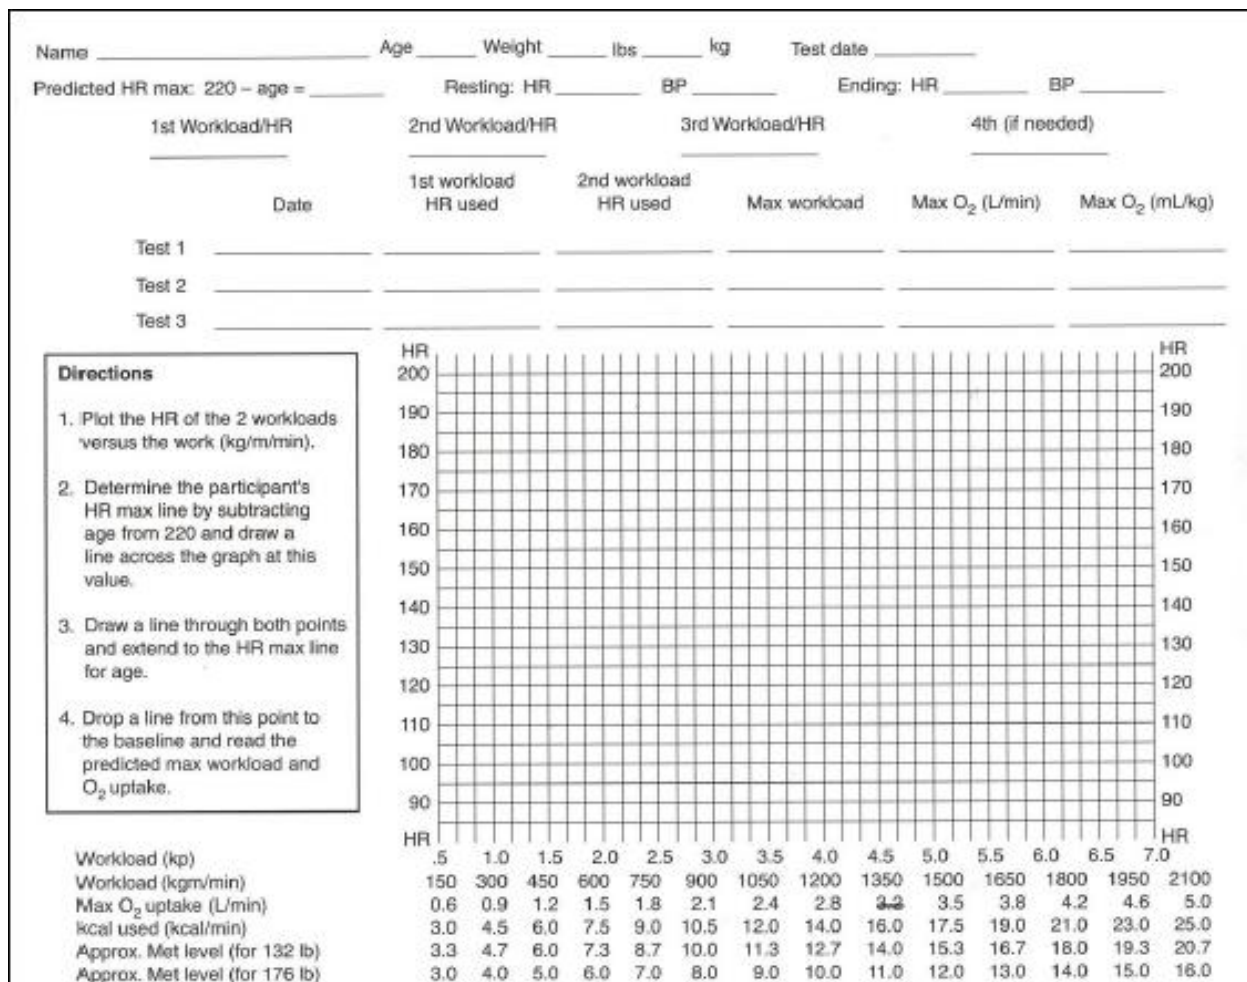 Name ____ Age ____ Weight ____ lbs ____ kg Test date ____
Predicted HR max: 220 – age = ____ Resting: HR ____ BP ____ Ending: HR ____ BP ____
1st Workload/HR 2nd Workload/HR 3rd Workload/HR 4th (if needed)
1st workload 2nd workload
Date HR used HR used Max workload Max O₂ (L/min) Max O₂ (mL/kg)
Test 1
Test 2
Test 3
Directions
1. Plot the HR of the 2 workloads
versus the work (kg/m/min).
2. Determine the participant's
HR max line by subtracting
age from 220 and draw a
line across the graph at this
value.
3. Draw a line through both points
and extend to the HR max line
for age.
4. Drop a line from this point to
the baseline and read the
predicted max workload and
O₂ uptake.
HR HR
200 200
190 190
180 180
170 170
160 160
150 150
140 140
130 130
120 120
110 110
100 100
90 90
HR HR
Workload (kp) .5 1.0 1.5 2.0 2.5 3.0 3.5 4.0 4.5 5.0 5.5 6.0 6.5 7.0
Workload (kgm/min) 150 300 450 600 750 900 1050 1200 1350 1500 1650 1800 1950 2100
Max O₂ uptake (L/min) 0.6 0.9 1.2 1.5 1.8 2.1 2.4 2.8 3.2 3.5 3.8 4.2 4.6 5.0
kcal used (kcal/min) 3.0 4.5 6.0 7.5 9.0 10.5 12.0 14.0 16.0 17.5 19.0 21.0 23.0 25.0
Approx. Met level (for 132 lb) 3.3 4.7 6.0 7.3 8.7 10.0 11.3 12.7 14.0 15.3 16.7 18.0 19.3 20.7
Approx. Met level (for 176 lb) 3.0 4.0 5.0 6.0 7.0 8.0 9.0 10.0 11.0 12.0 13.0 14.0 15.0 16.0